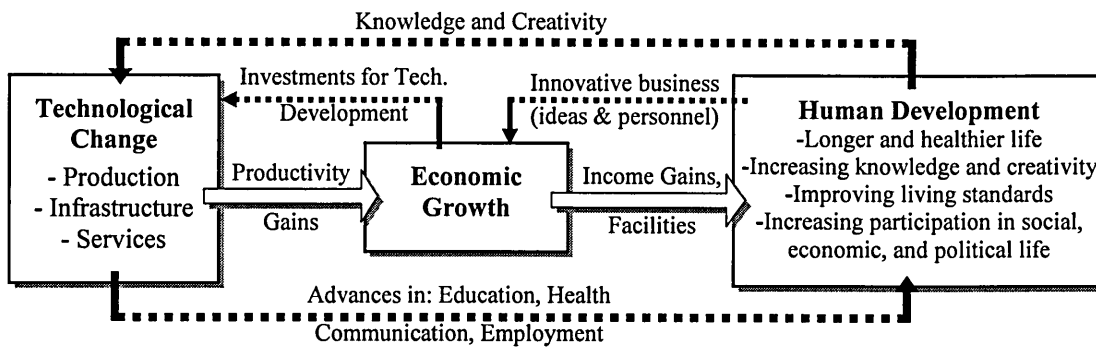 Knowledge and Creativity
Technological
Change
- Production
- Infrastructure
- Services
Investments for Tech.
Development
Productivity
Gains
Economic
Growth
Innovative business
(ideas & personnel)
Income Gains,
Facilities
Human Development
-Longer and healthier life
-Increasing knowledge and creativity
-Improving living standards
-Increasing participation in social,
economic, and political life
Advances in: Education, Health
Communication, Employment